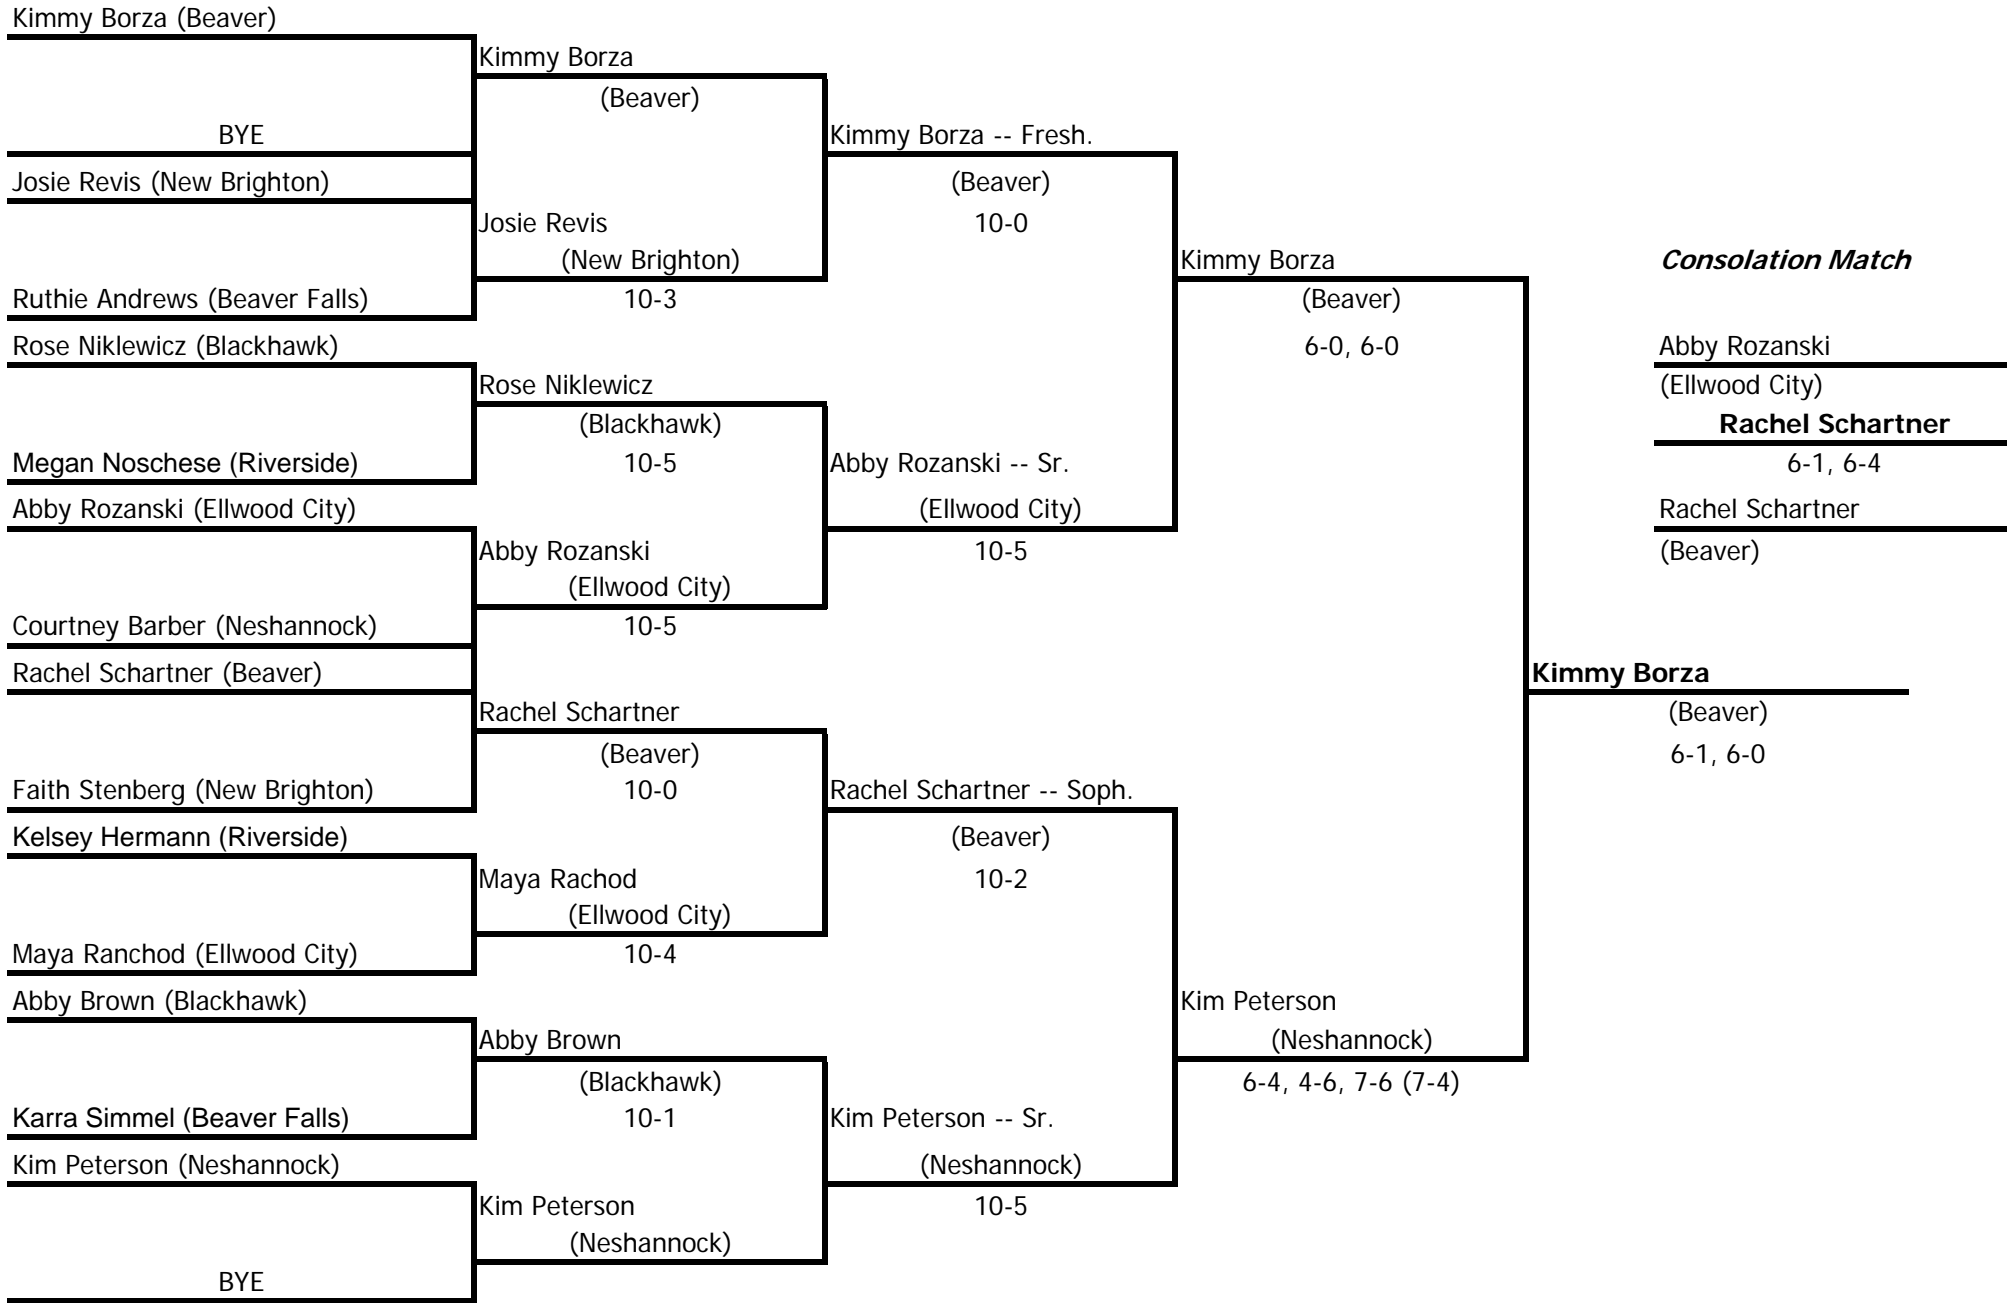 Kimmy Borza (Beaver)
BYE
Josie Revis (New Brighton)
Ruthie Andrews (Beaver Falls)
Rose Niklewicz (Blackhawk)
Megan Noschese (Riverside)
Abby Rozanski (Ellwood City)
Courtney Barber (Neshannock)
Rachel Schartner (Beaver)
Faith Stenberg (New Brighton)
Kelsey Hermann (Riverside)
Maya Ranchod (Ellwood City)
Abby Brown (Blackhawk)
Karra Simmel (Beaver Falls)
Kim Peterson (Neshannock)
BYE
Kimmy Borza
(Beaver)
Josie Revis
(New Brighton)
10-3
Rose Niklewicz
(Blackhawk)
10-5
Abby Rozanski
(Ellwood City)
10-5
Rachel Schartner
(Beaver)
10-0
Maya Rachod
(Ellwood City)
10-4
Abby Brown
(Blackhawk)
10-1
Kim Peterson
(Neshannock)
Kimmy Borza -- Fresh.
(Beaver)
10-0
Abby Rozanski -- Sr.
(Ellwood City)
10-5
Rachel Schartner -- Soph.
(Beaver)
10-2
Kim Peterson -- Sr.
(Neshannock)
10-5
Kimmy Borza
(Beaver)
6-0, 6-0
Kim Peterson
(Neshannock)
6-4, 4-6, 7-6 (7-4)
Kimmy Borza
(Beaver)
6-1, 6-0
Consolation Match
Abby Rozanski
(Ellwood City)
Rachel Schartner
6-1, 6-4
Rachel Schartner
(Beaver)